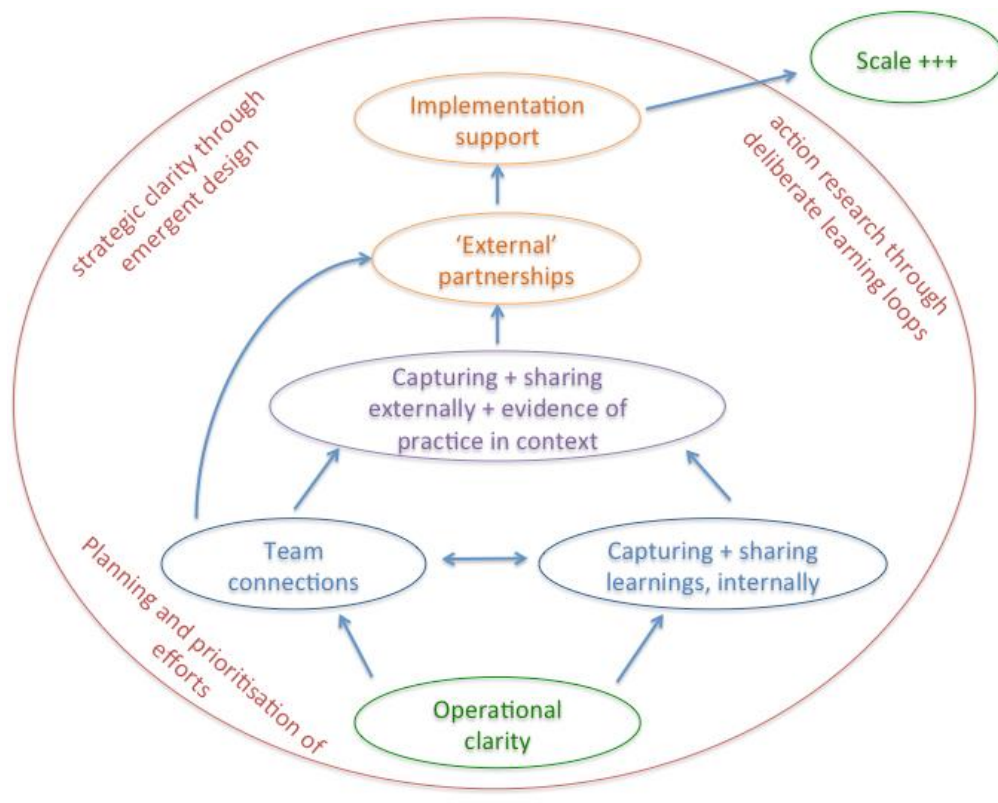 Scale +++
Implementation
support
strategic clarity through
emergent design
action research through
deliberate learning loops
‘External’
partnerships
Capturing + sharing
externally + evidence of
practice in context
Team
connections
Capturing + sharing
learnings, internally
Planning and prioritisation of
efforts
Operational
clarity